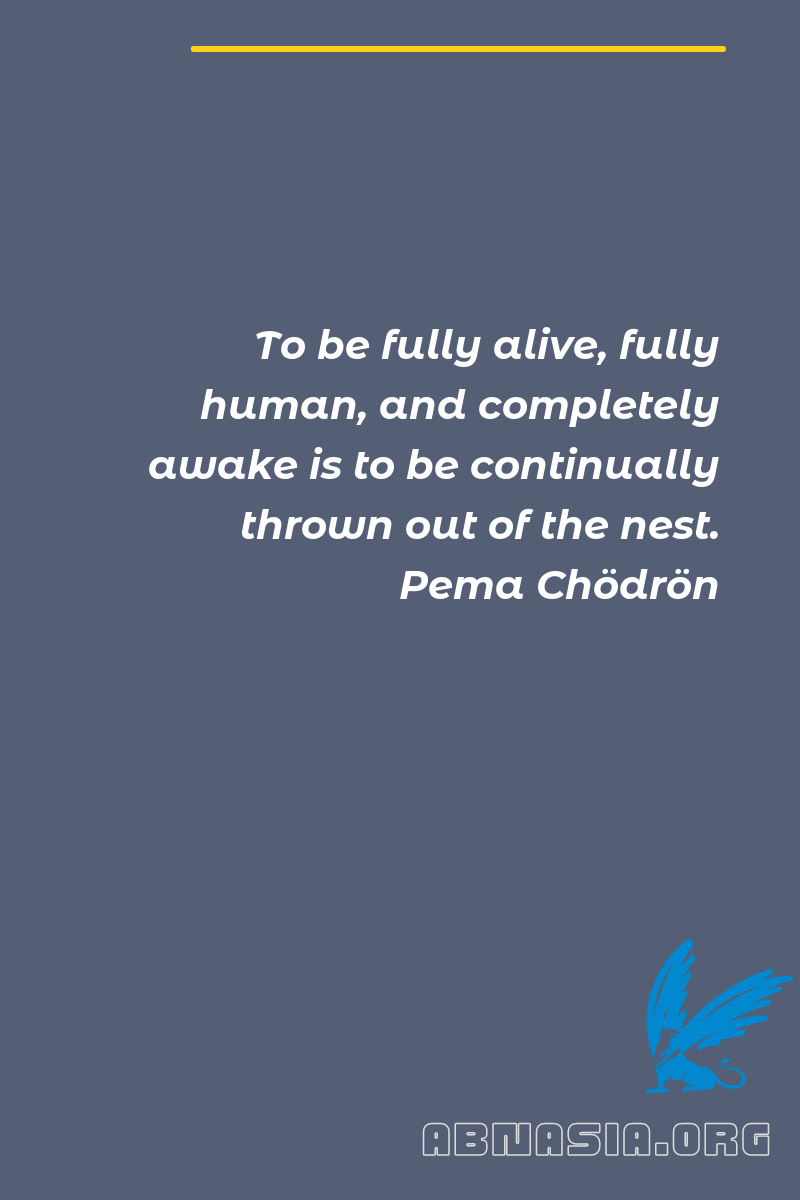 To be fully alive, fully
human, and completely
awake is to be continually
thrown out of the nest.
Pema Chödrön
ABNASIA.ORG